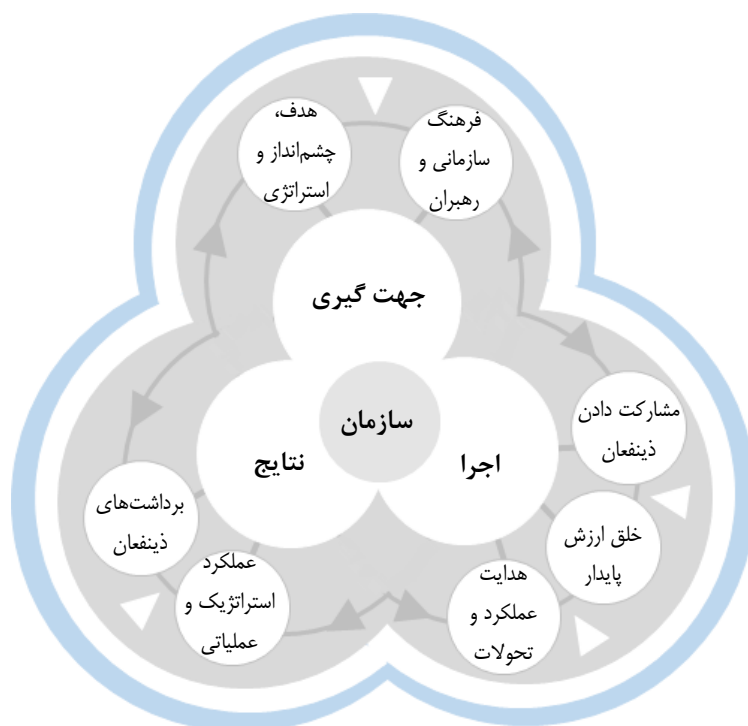 هدف،
چشم‌انداز و
استراتژی
فرهنگ
سازمانی و
رهبران
جهت گیری
سازمان
اجرا
نتایج
مشارکت دادن
ذینفعان
خلق ارزش
پایدار
هدایت
عملکرد و
تحولات
عملکرد
استراتژیک و
عملیاتی
برداشت‌های
ذینفعان